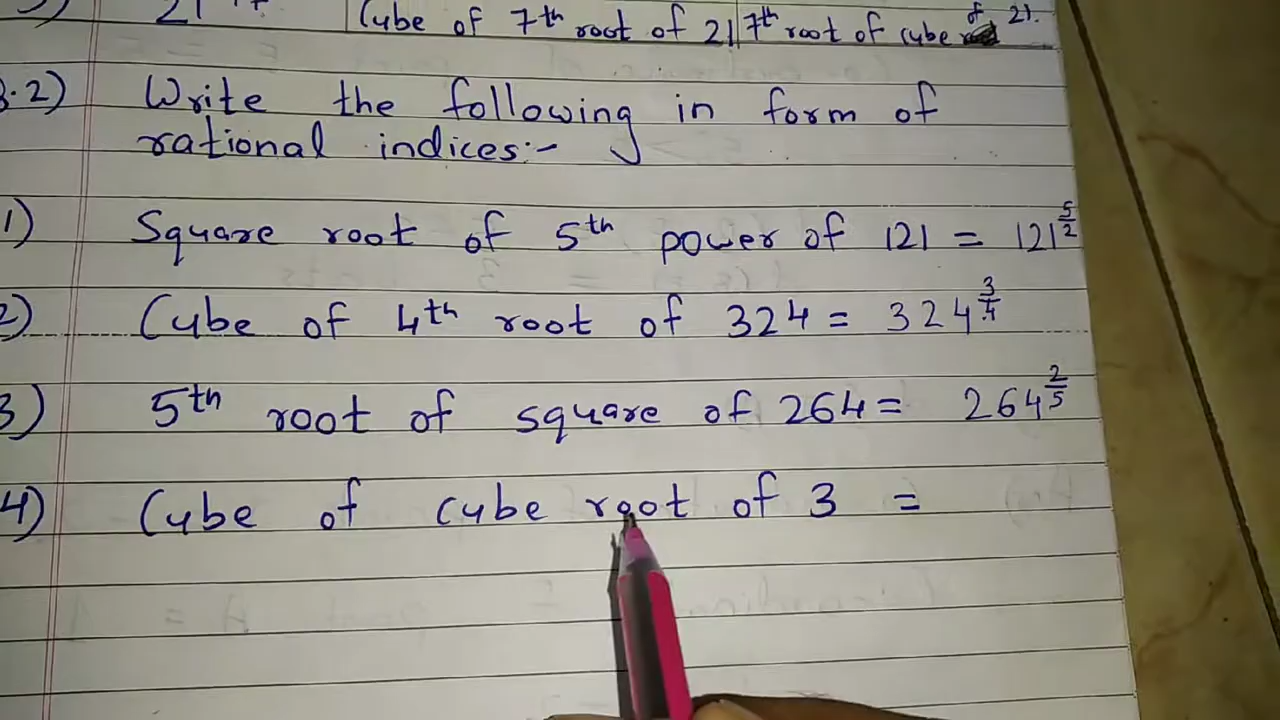 21
Cube of 7th root of 21 | 7th root of cube of 21.
.2) Write the following in form of
rational indices:-
1) Square root of 5th power of 121 = 121^5/2
2) Cube of 4th root of 324 = 324^3/4
3) 5th root of square of 264 = 264^2/5
4) Cube of cube root of 3 =